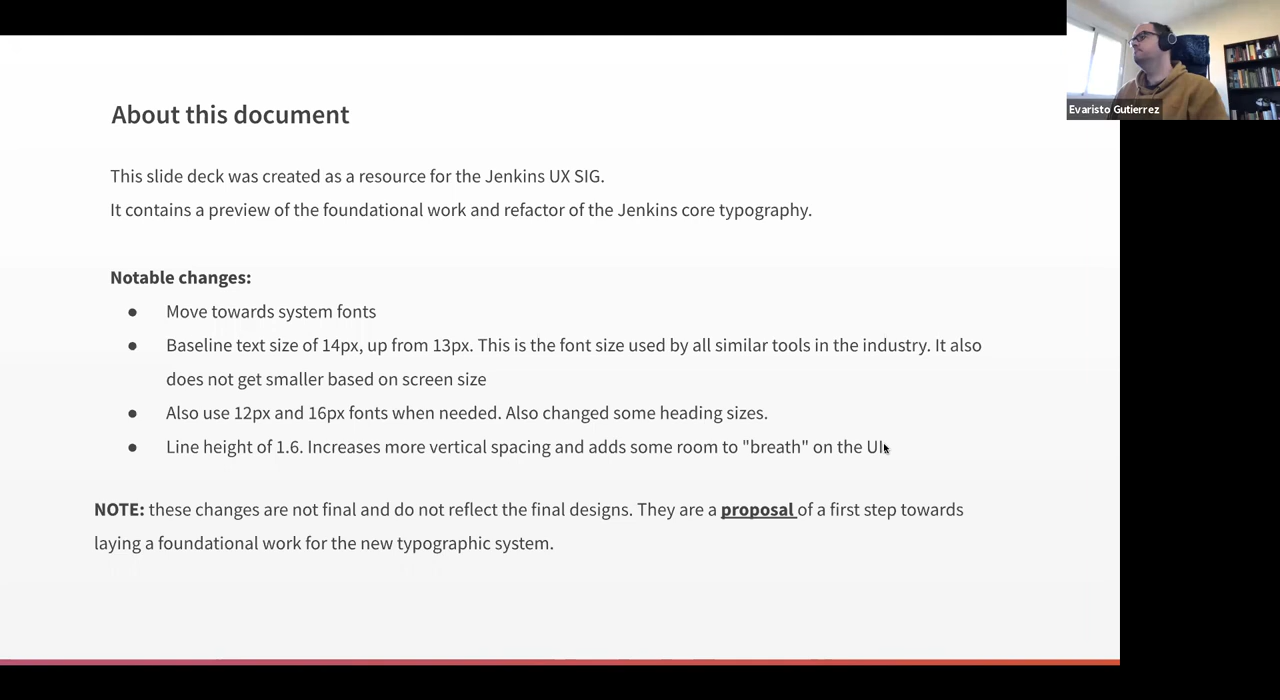 About this document
This slide deck was created as a resource for the Jenkins UX SIG.
It contains a preview of the foundational work and refactor of the Jenkins core typography.
Notable changes:
● Move towards system fonts
● Baseline text size of 14px, up from 13px. This is the font size used by all similar tools in the industry. It also
does not get smaller based on screen size
● Also use 12px and 16px fonts when needed. Also changed some heading sizes.
● Line height of 1.6. Increases more vertical spacing and adds some room to "breath" on the UI
NOTE: these changes are not final and do not reflect the final designs. They are a proposal of a first step towards
laying a foundational work for the new typographic system.
Evaristo Gutierrez